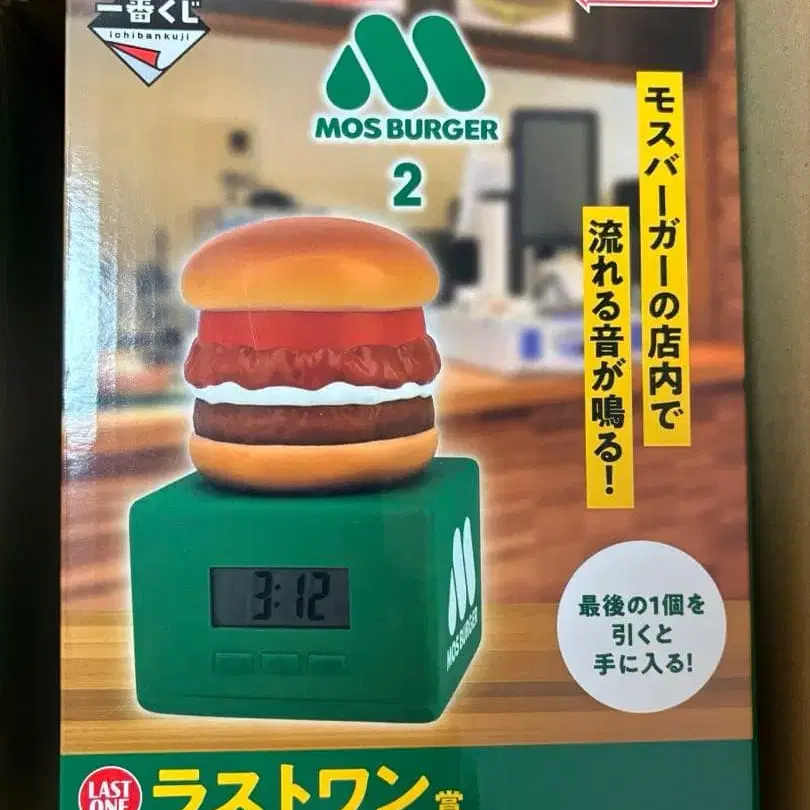 一番くじ
ichibankuji
MOS BURGER
2
モスバーガーの店内で
流れる音が鳴る!
3:12
MOS BURGER
最後の1個を
引くと
手に入る!
LAST
ONE
ラストワン賞